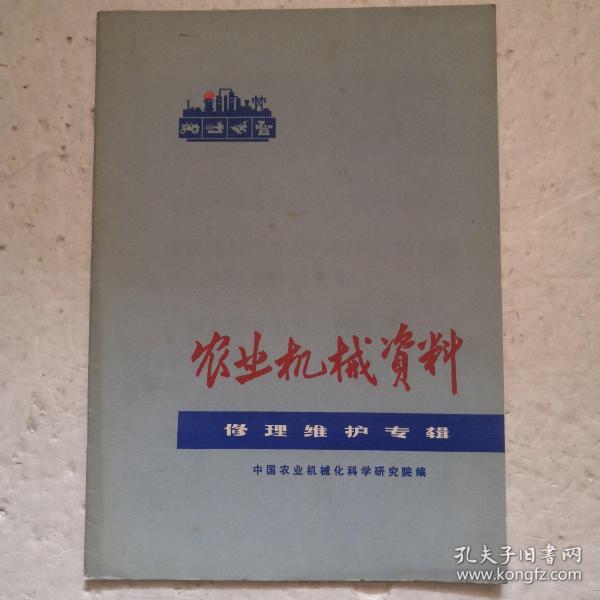 农业机械资料
修理维护专辑
中国农业机械化科学研究院编
孔夫子旧书网
www.kongfz.com